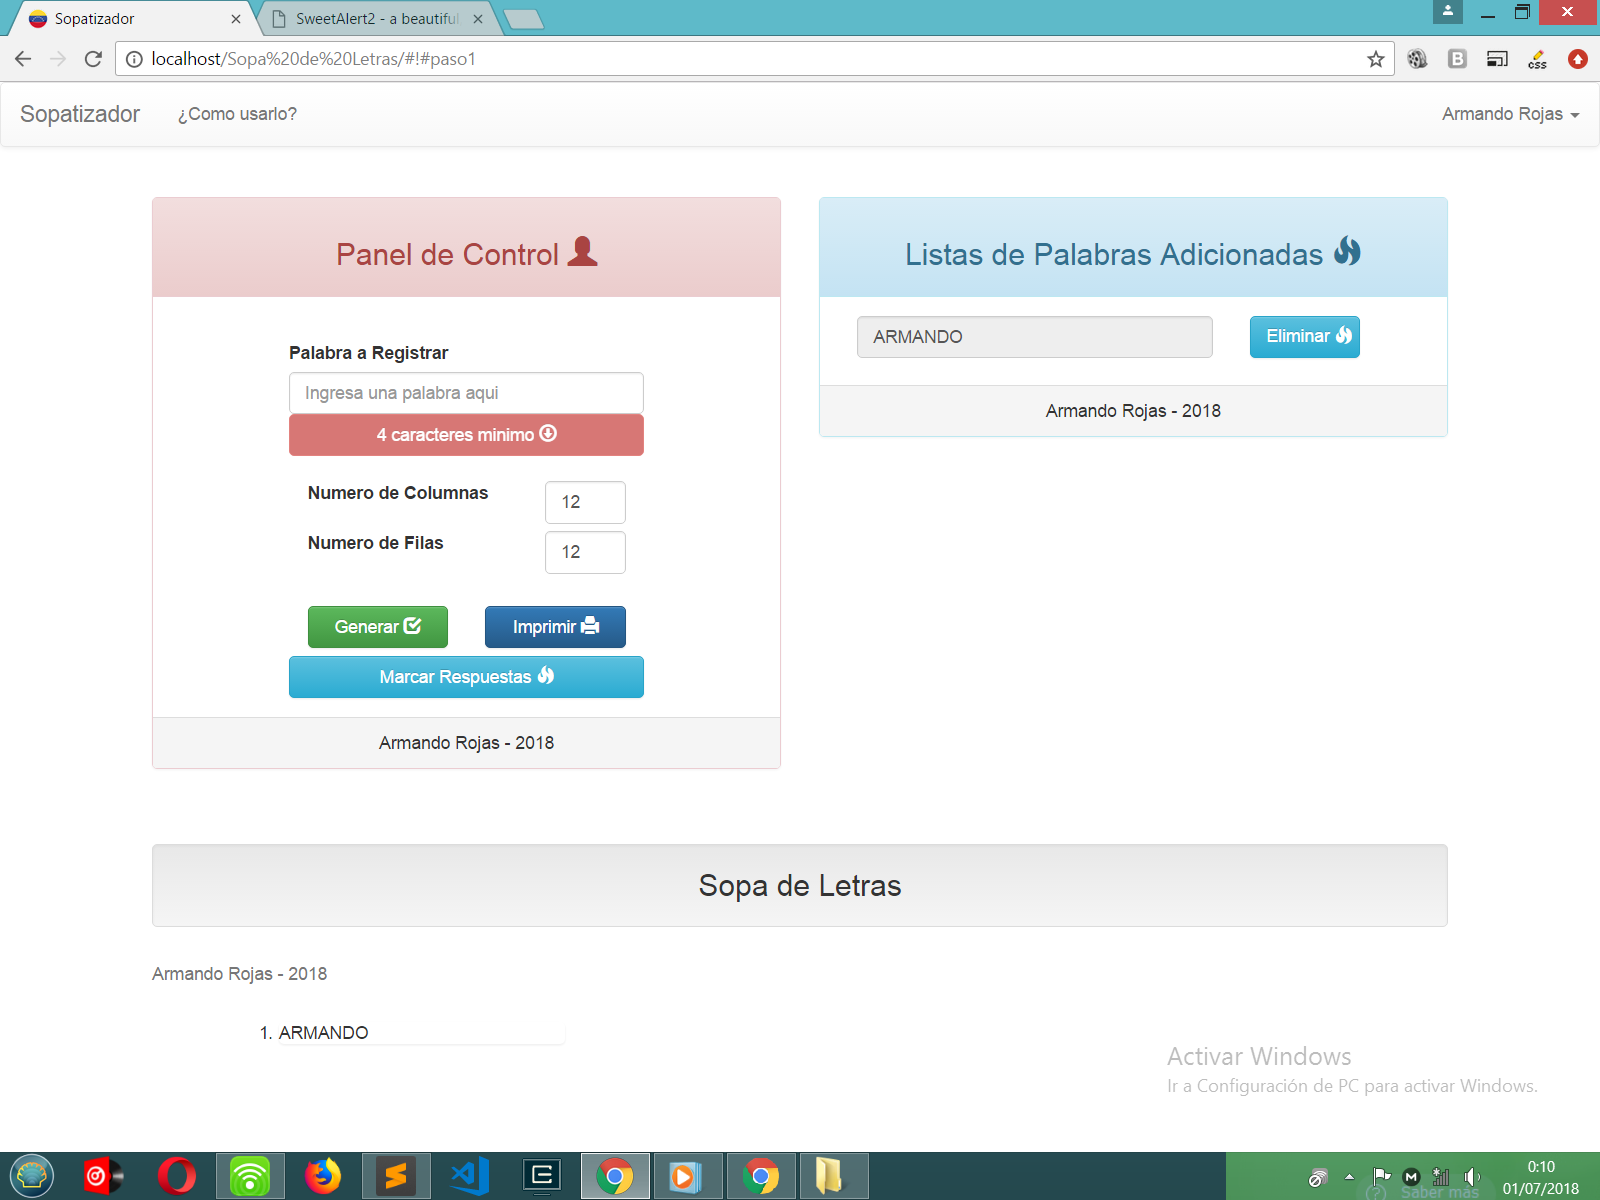 Sopatizador
SweetAlert2 - a beautiful
localhost/Sopa%20de%20Letras/#!#paso1
B
css
Sopatizador
¿Como usarlo?
Armando Rojas
Panel de Control
Palabra a Registrar
Ingresa una palabra aqui
4 caracteres minimo
Numero de Columnas
12
Numero de Filas
12
Generar
Imprimir
Marcar Respuestas
Armando Rojas - 2018
Listas de Palabras Adicionadas
ARMANDO
Eliminar
Armando Rojas - 2018
Sopa de Letras
Armando Rojas - 2018
1. ARMANDO
Activar Windows
Ir a Configuración de PC para activar Windows.
Saber más
0:10
01/07/2018